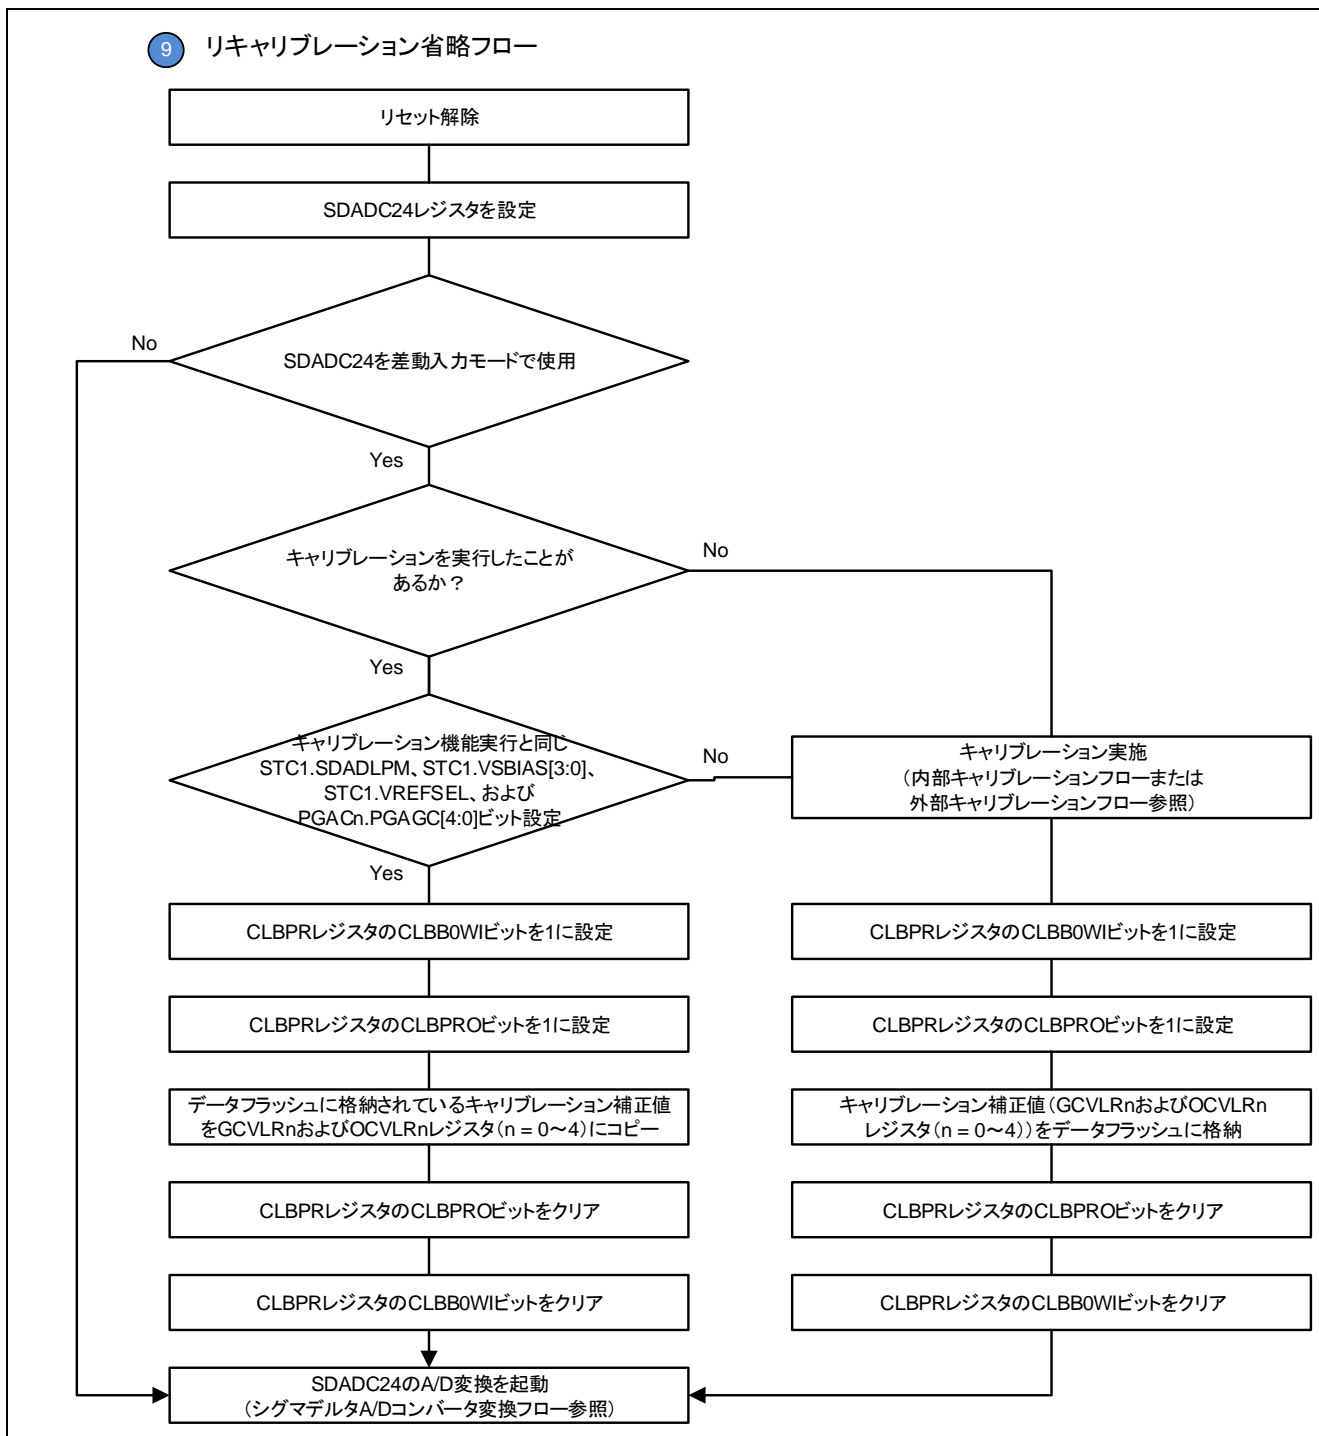 9 リキャリブレーション省略フロー
リセット解除
SDADC24レジスタを設定
No
SDADC24を差動入力モードで使用
Yes
キャリブレーションを実行したことが
あるか？
No
Yes
キャリブレーション機能実行と同じ
STC1.SDADLPM、STC1.VSBIAS[3:0]、
STC1.VREFSEL、および
PGACn.PGAGC[4:0]ビット設定
No
キャリブレーション実施
（内部キャリブレーションフローまたは
外部キャリブレーションフロー参照）
Yes
CLBPRレジスタのCLBB0WIビットを1に設定
CLBPRレジスタのCLBB0WIビットを1に設定
CLBPRレジスタのCLBPROビットを1に設定
CLBPRレジスタのCLBPROビットを1に設定
データフラッシュに格納されているキャリブレーション補正値
をGCVLRnおよびOCVLRnレジスタ（n = 0～4）にコピー
キャリブレーション補正値（GCVLRnおよびOCVLRn
レジスタ（n = 0～4））をデータフラッシュに格納
CLBPRレジスタのCLBPROビットをクリア
CLBPRレジスタのCLBPROビットをクリア
CLBPRレジスタのCLBB0WIビットをクリア
CLBPRレジスタのCLBB0WIビットをクリア
SDADC24のA/D変換を起動
（シグマデルタA/Dコンバータ変換フロー参照）